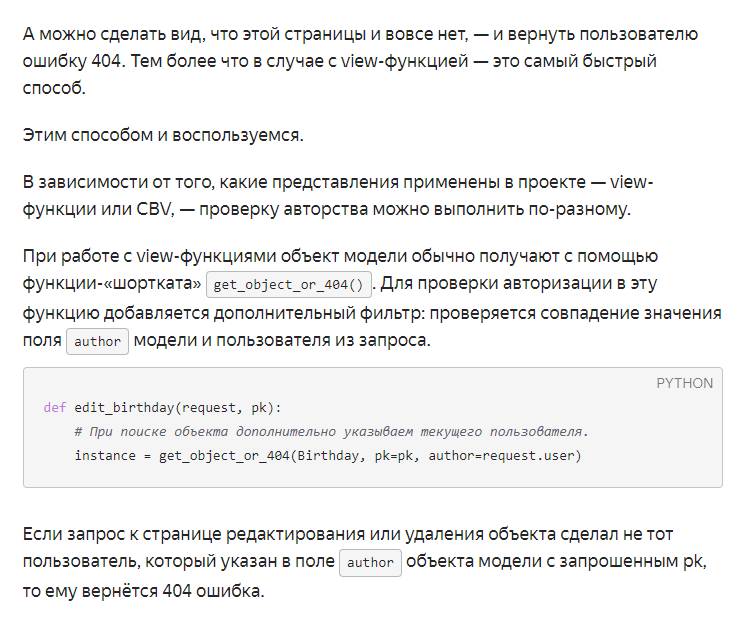 А можно сделать вид, что этой страницы и вовсе нет, — и вернуть пользователю
ошибку 404. Тем более что в случае с view-функцией — это самый быстрый
способ.
Этим способом и воспользуемся.
В зависимости от того, какие представления применены в проекте — view-
функции или CBV, — проверку авторства можно выполнить по-разному.
При работе с view-функциями объект модели обычно получают с помощью
функции-«шортката» get_object_or_404(). Для проверки авторизации в эту
функцию добавляется дополнительный фильтр: проверяется совпадение значения
поля author модели и пользователя из запроса.
PYTHON
def edit_birthday(request, pk):
    # При поиске объекта дополнительно указываем текущего пользователя.
    instance = get_object_or_404(Birthday, pk=pk, author=request.user)
Если запрос к странице редактирования или удаления объекта сделал не тот
пользователь, который указан в поле author объекта модели с запрошенным pk,
то ему вернётся 404 ошибка.